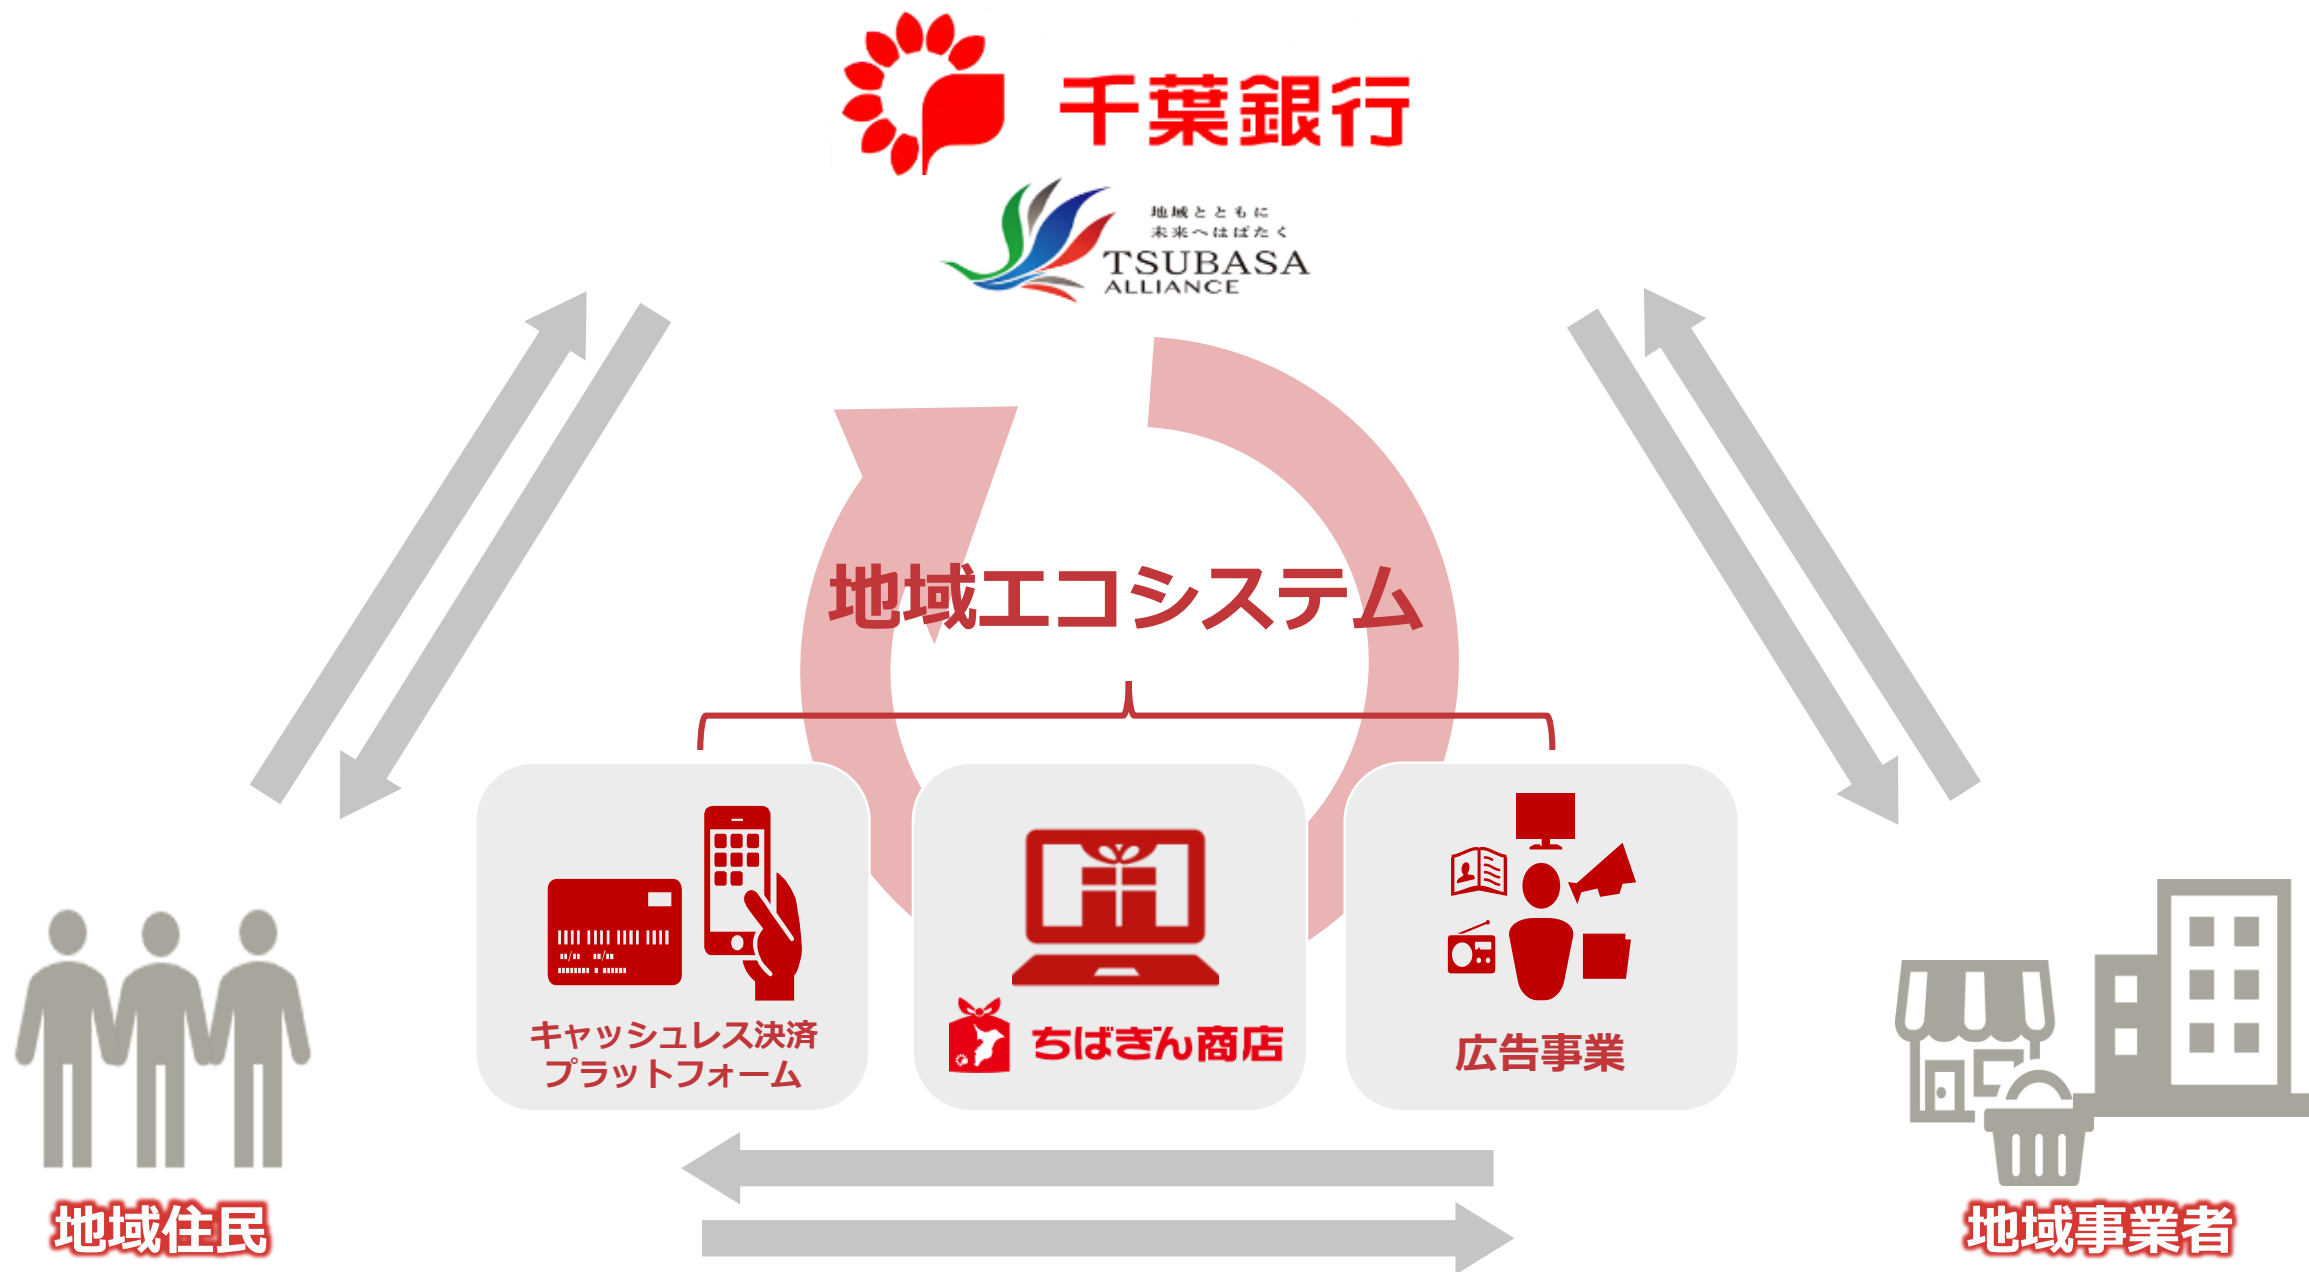 千葉銀行
地域とともに
未来へはばたく
TSUBASA
ALLIANCE
地域エコシステム
キャッシュレス決済
プラットフォーム
ちばぎん商店
広告事業
地域住民
地域事業者